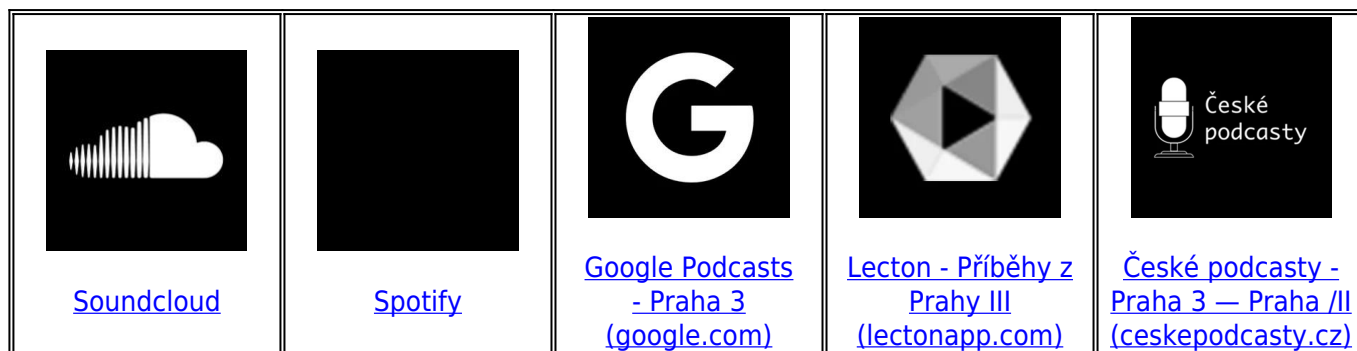 České
podcasty
Soundcloud
Spotify
Google Podcasts
- Praha 3
(google.com)
Lecton - Příběhy z
Prahy III
(lectonapp.com)
České podcasty -
Praha 3 — Praha /II
(ceskepodcasty.cz)